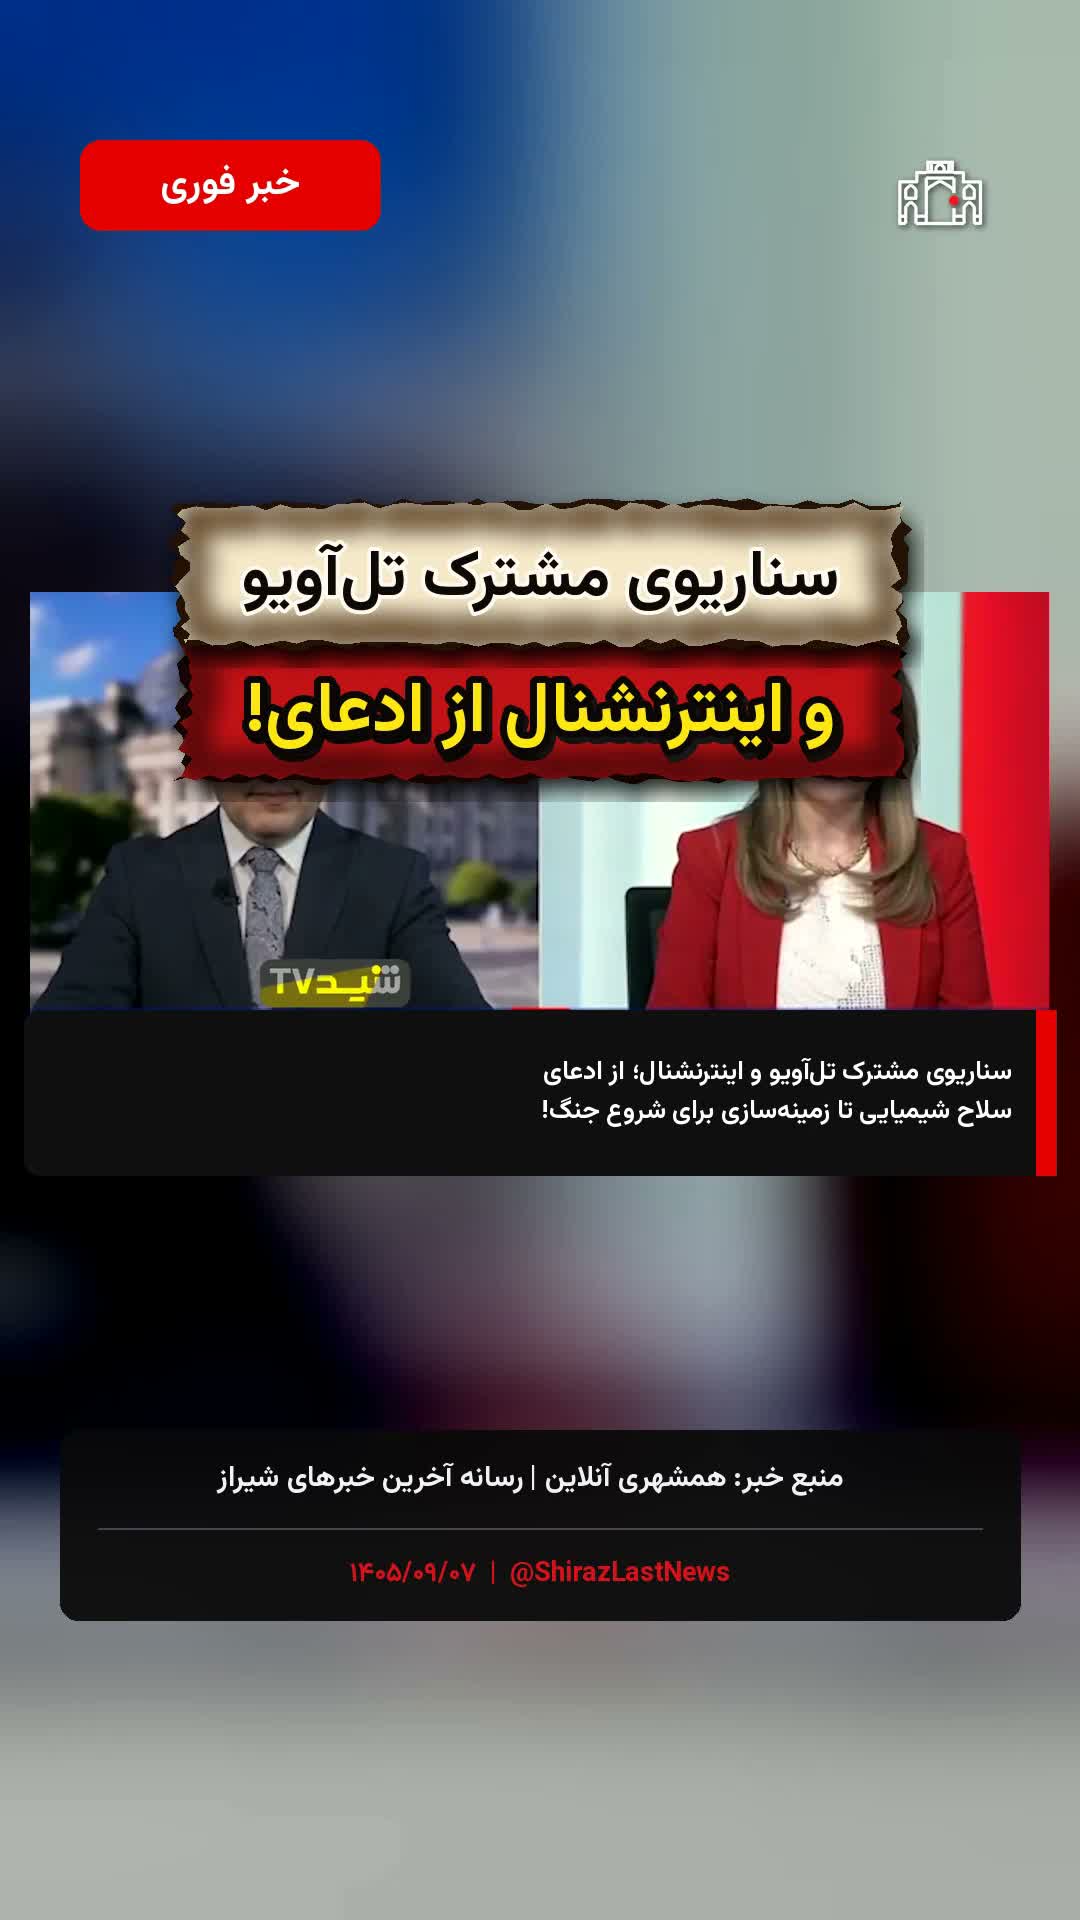 خبر فوری
سناریوی مشترک تل‌آویو
و اینترنشنال از ادعای!
شیدTV
سناریوی مشترک تل‌آویو و اینترنشنال؛ از ادعای
سلاح شیمیایی تا زمینه‌سازی برای شروع جنگ!
منبع خبر: همشهری آنلاین | رسانه آخرین خبرهای شیراز
۱۴۰۵/۰۹/۰۷ | @ShirazLastNews